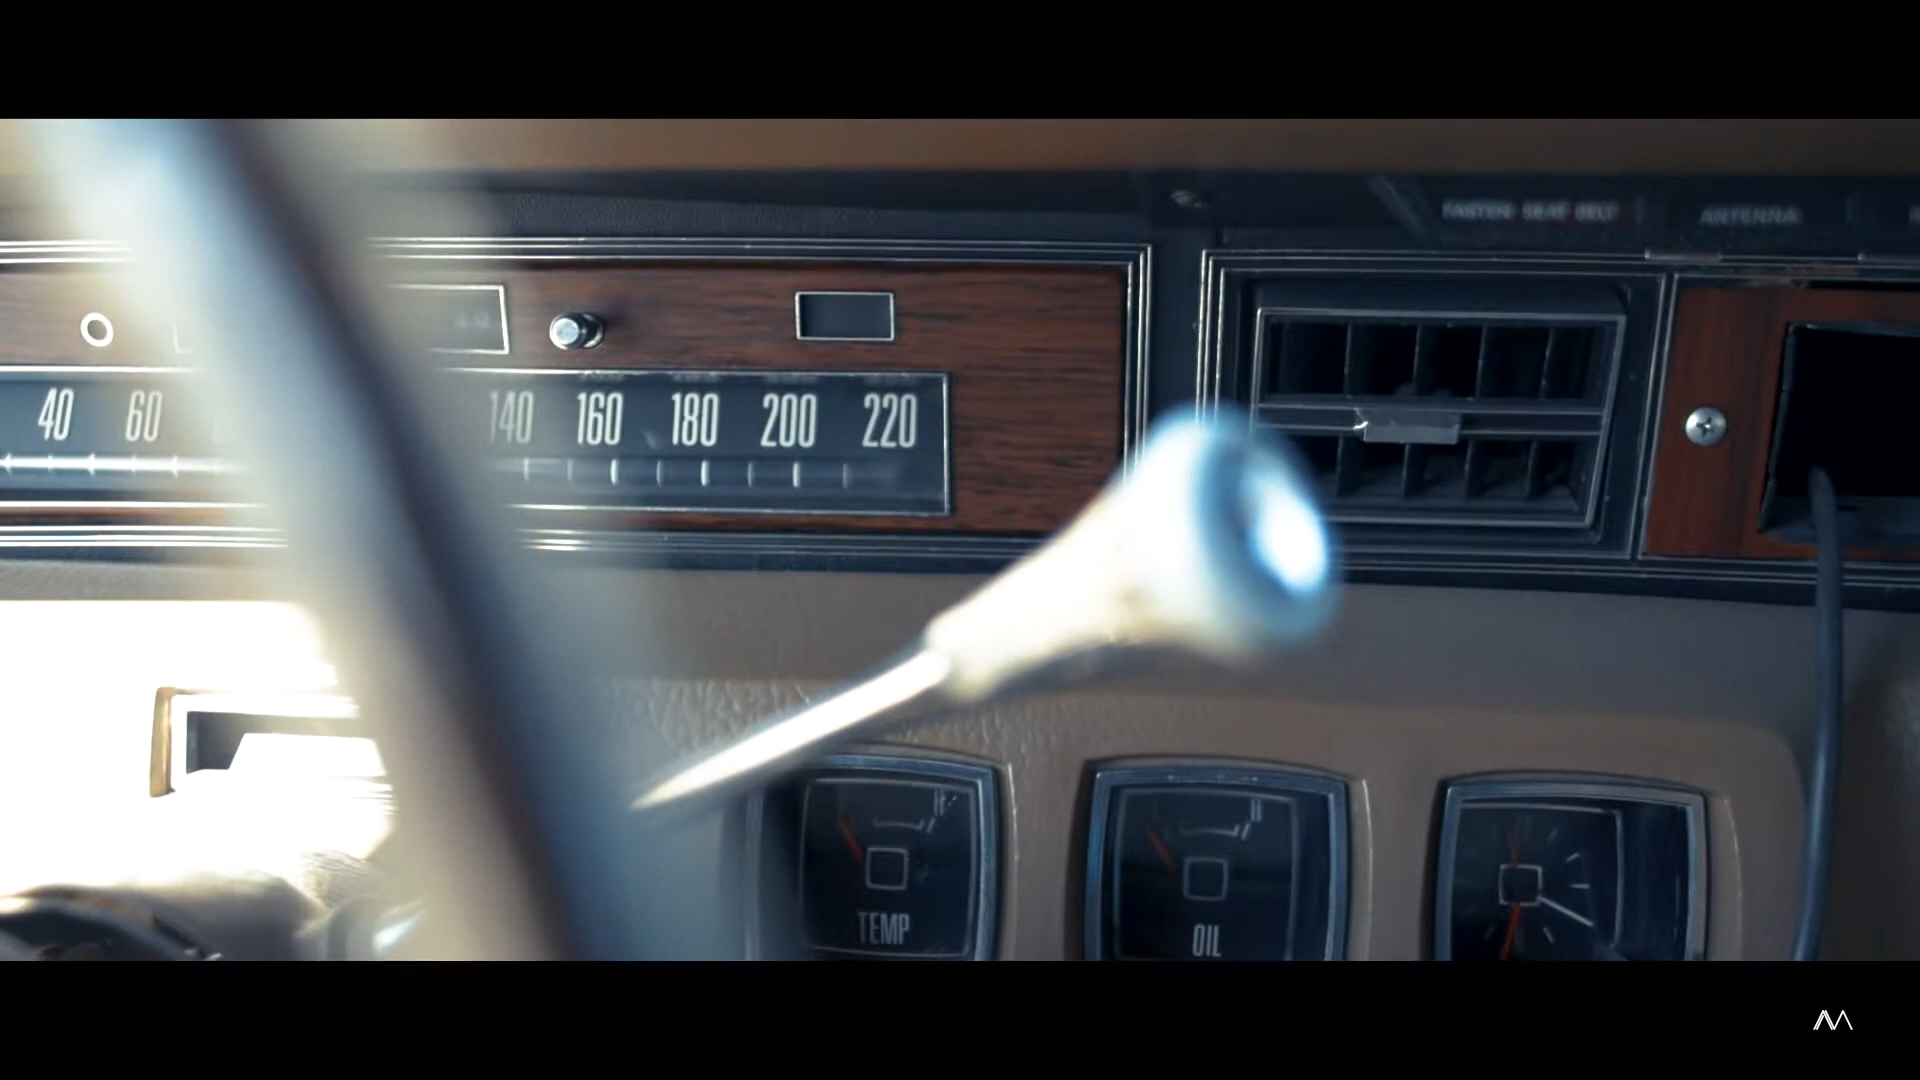 FASTEN SEAT BELT
ANTENNA
40 60 140 160 180 200 220
TEMP
OIL